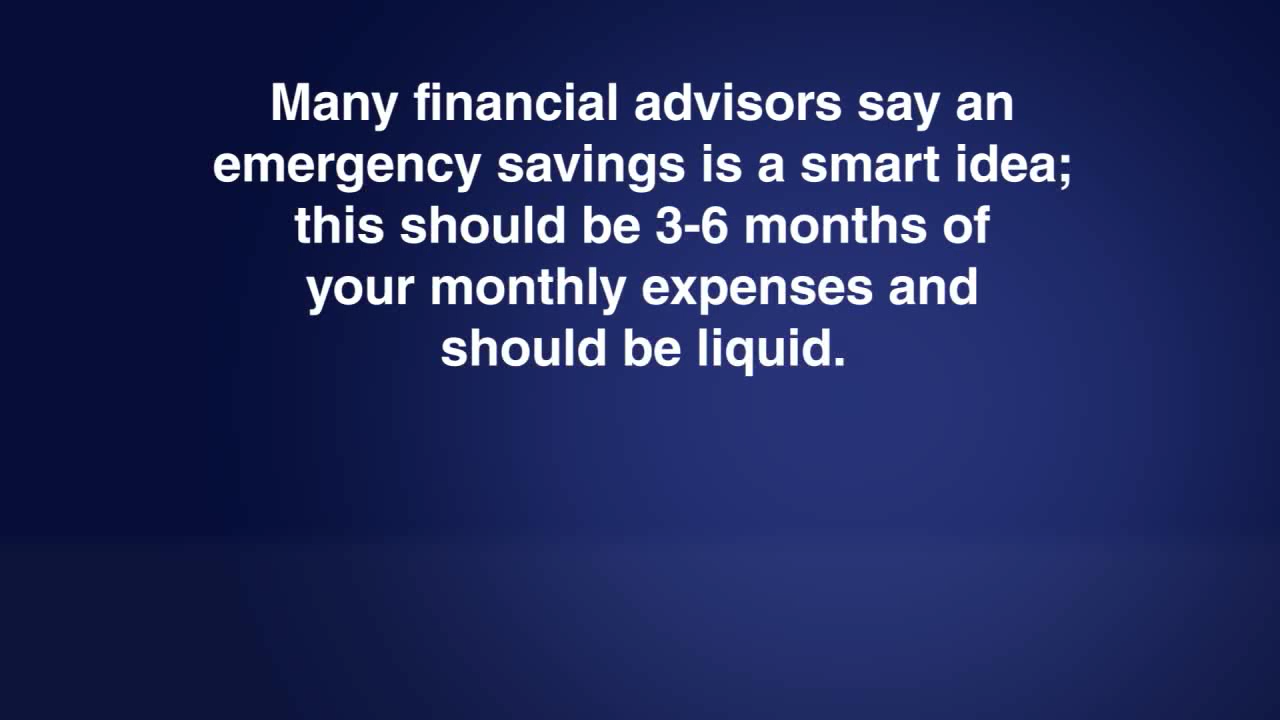 Many financial advisors say an
emergency savings is a smart idea;
this should be 3-6 months of
your monthly expenses and
should be liquid.